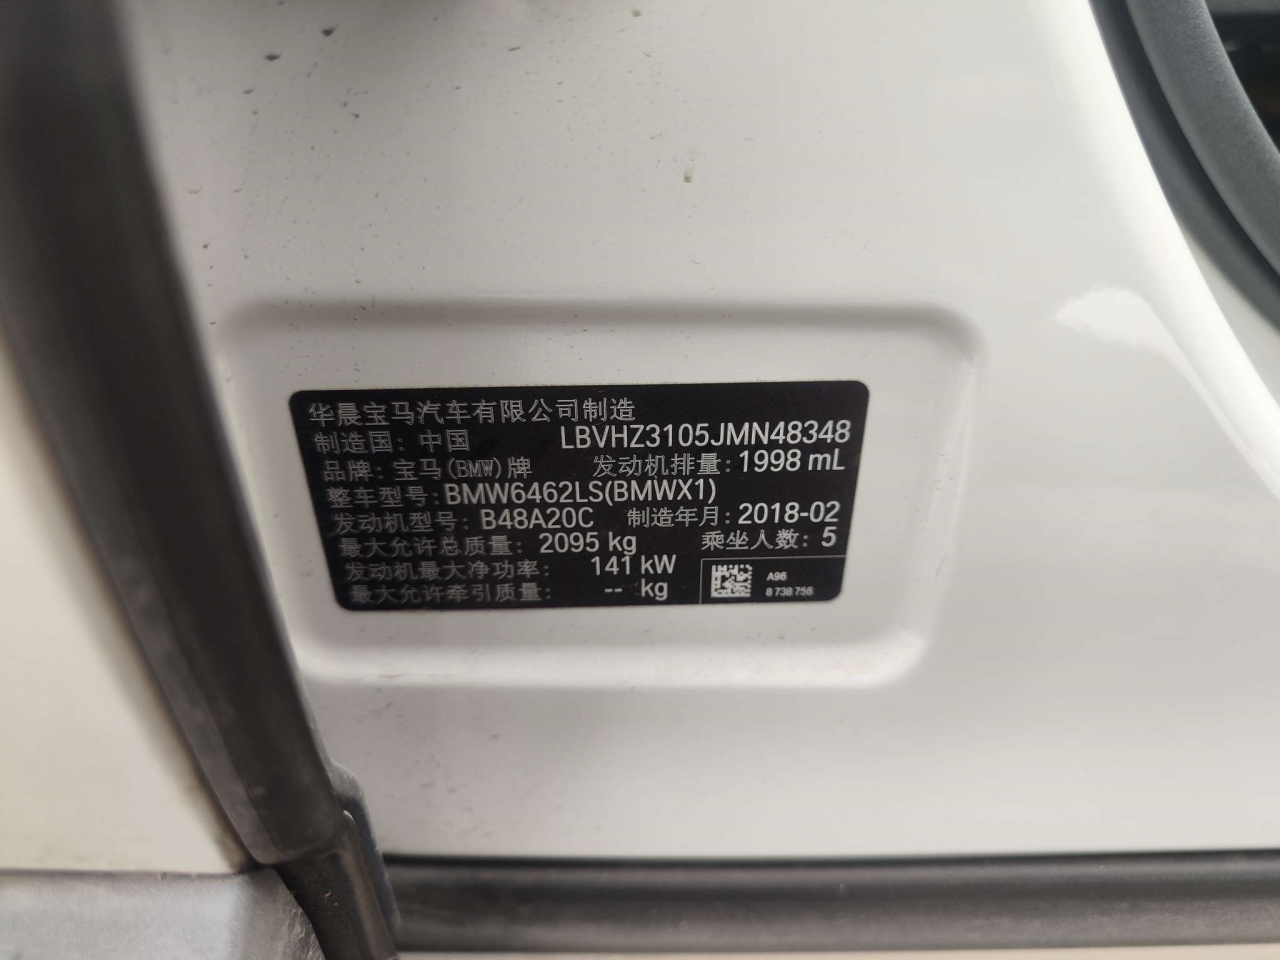 华晨宝马汽车有限公司制造
制造国：中国 LBVHZ3105JMN48348
品牌：宝马(BMW)牌 发动机排量：1998 mL
整车型号：BMW6462LS(BMWX1)
发动机型号：B48A20C 制造年月：2018-02
最大允许总质量：2095 kg 乘坐人数：5
发动机最大净功率：141 kW
最大允许牵引质量：-- kg
A96
8 738 756